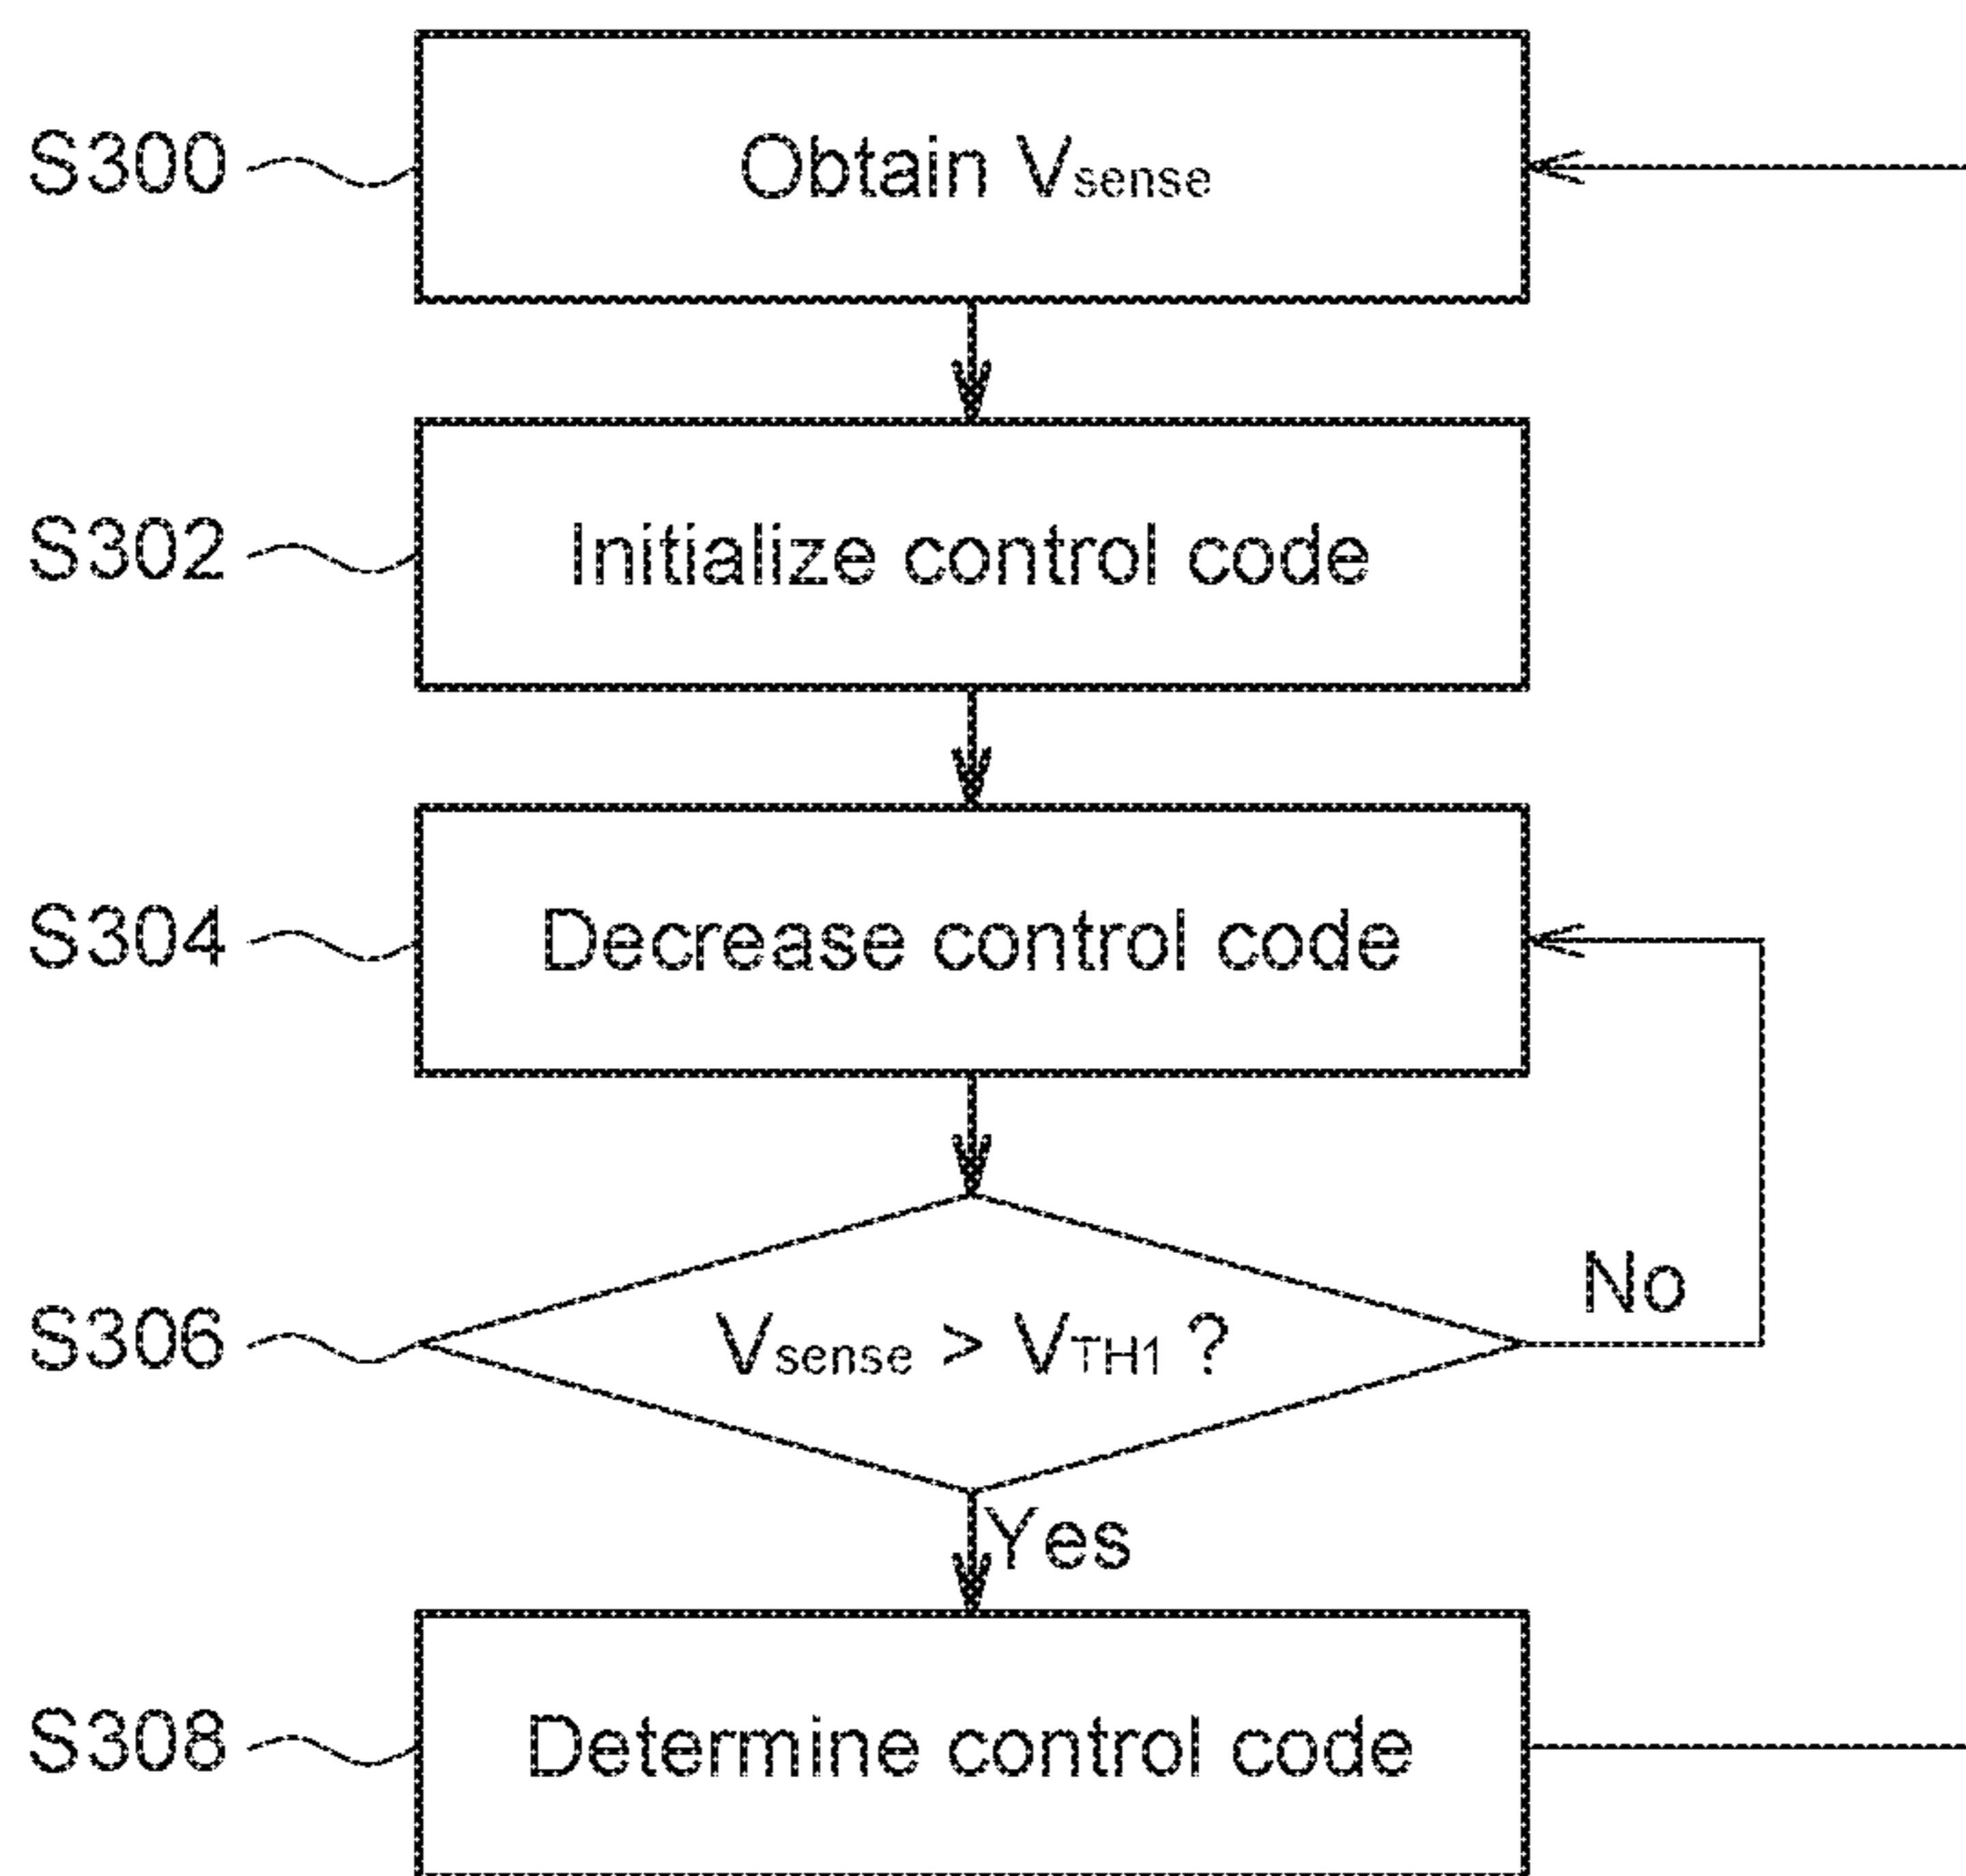 S300
Obtain Vsense
S302
Initialize control code
S304
Decrease control code
S306
Vsense > VTH1 ?
No
Yes
S308
Determine control code